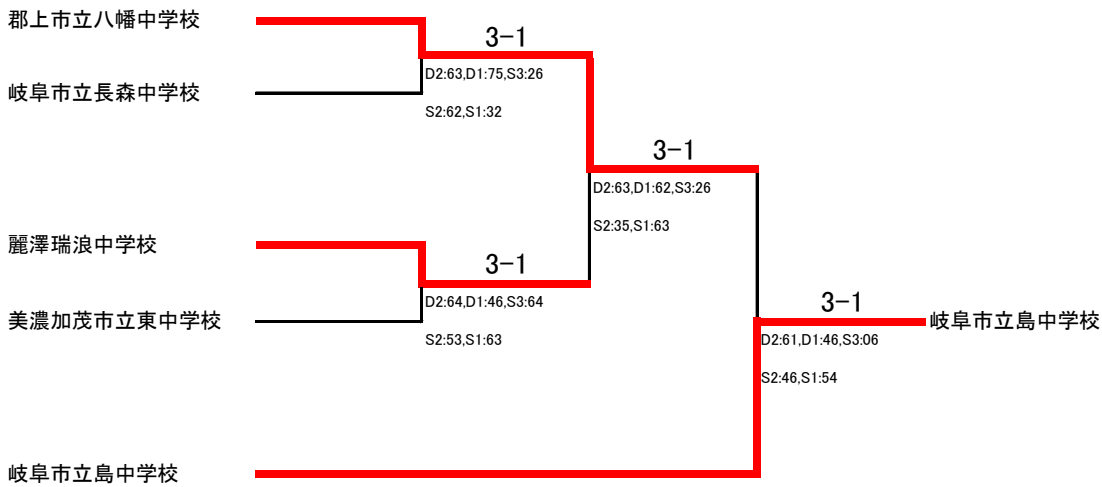 郡上市立八幡中学校
3-1
D2:63,D1:75,S3:26
岐阜市立長森中学校
S2:62,S1:32
3-1
D2:63,D1:62,S3:26
S2:35,S1:63
麗澤瑞浪中学校
3-1
D2:64,D1:46,S3:64
美濃加茂市立東中学校
S2:53,S1:63
3-1
岐阜市立島中学校
D2:61,D1:46,S3:06
S2:46,S1:54
岐阜市立島中学校